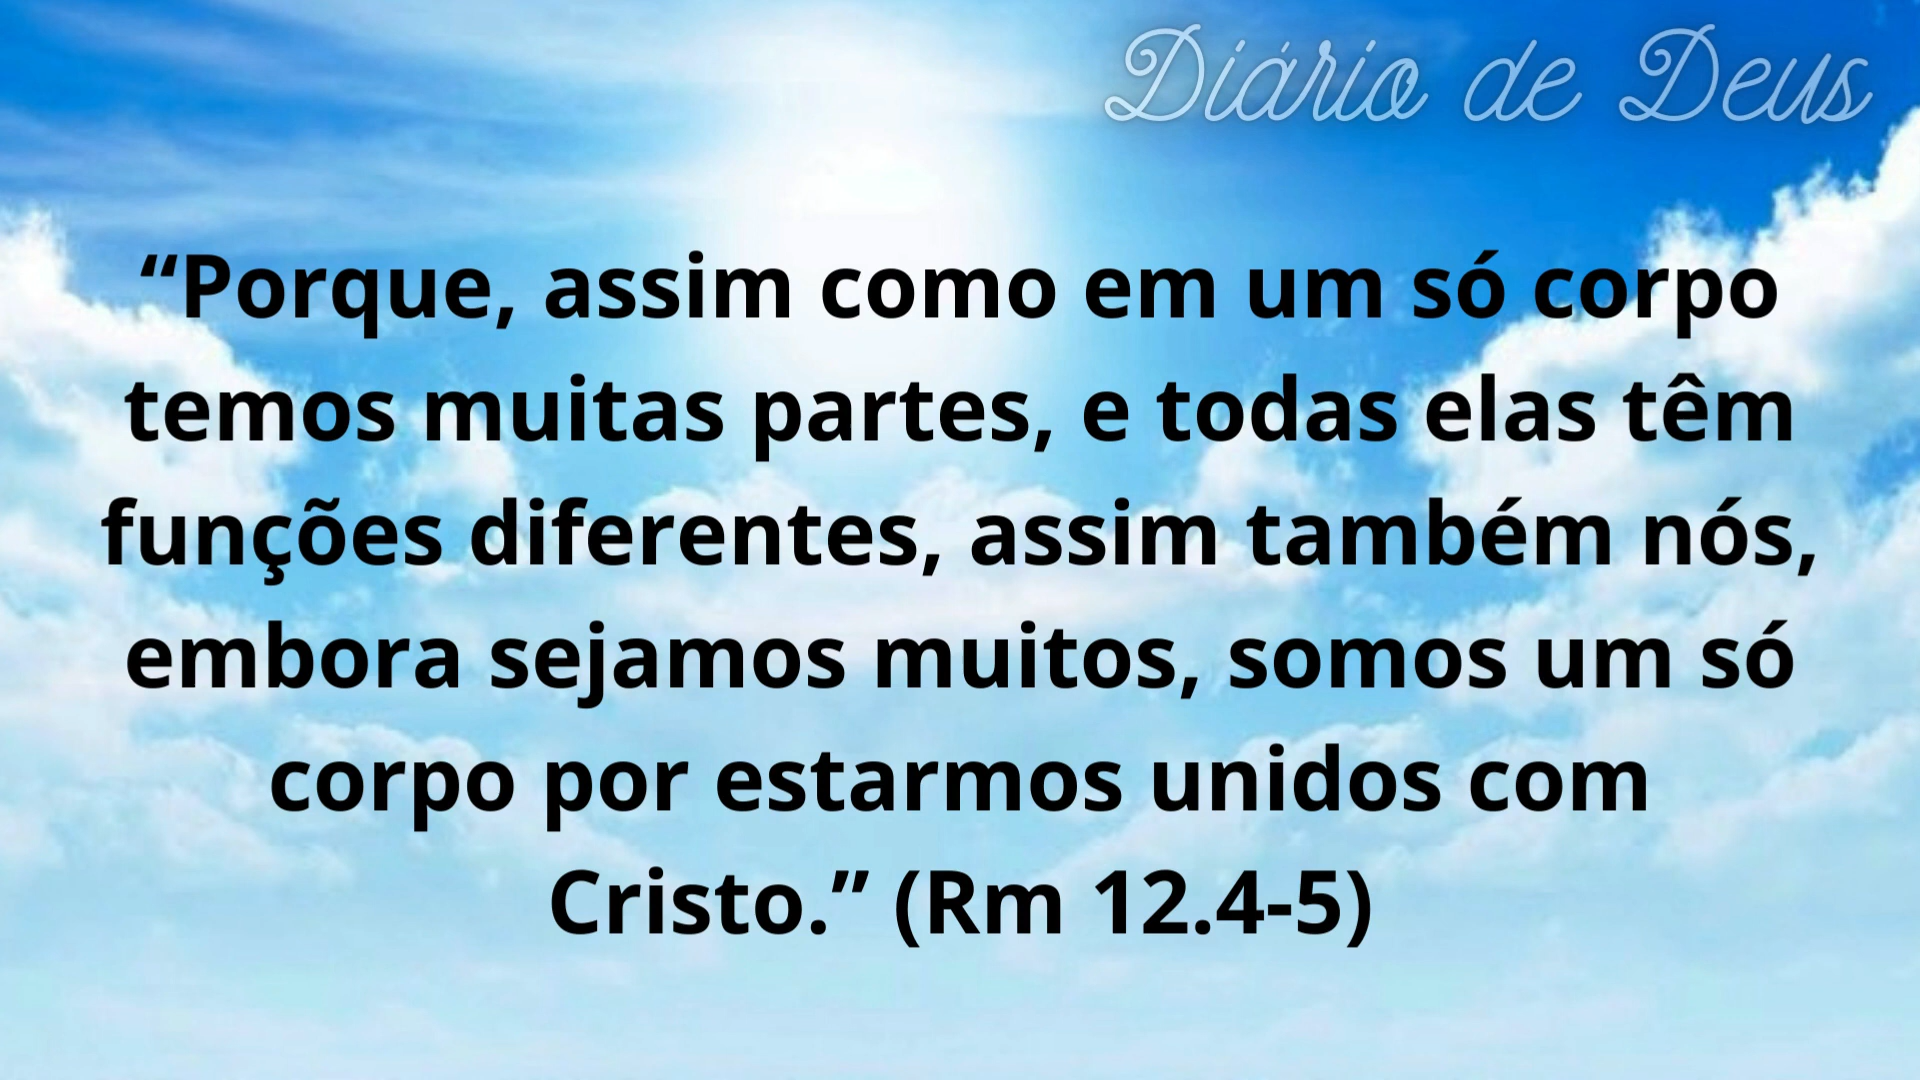 Diário de Deus
“Porque, assim como em um só corpo
temos muitas partes, e todas elas têm
funções diferentes, assim também nós,
embora sejamos muitos, somos um só
corpo por estarmos unidos com
Cristo.” (Rm 12.4-5)